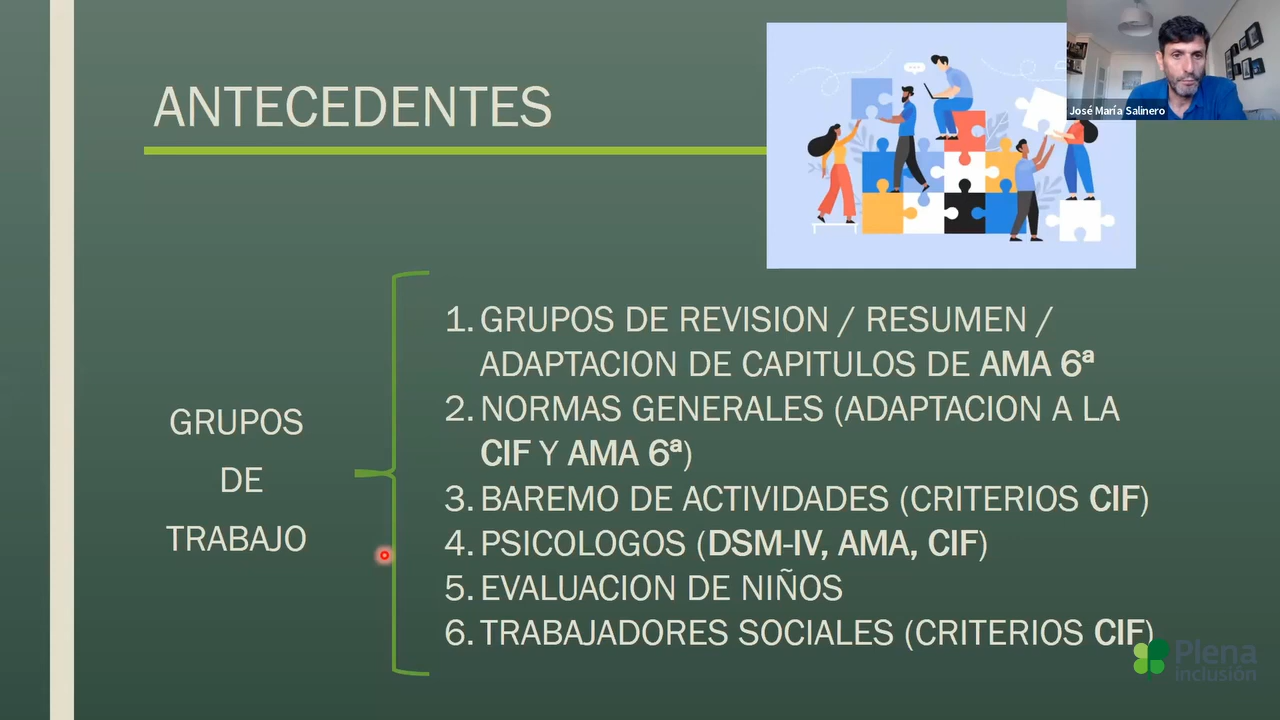 José María Salinero
ANTECEDENTES
GRUPOS
DE
TRABAJO
1. GRUPOS DE REVISION / RESUMEN /
ADAPTACION DE CAPITULOS DE AMA 6ª
2. NORMAS GENERALES (ADAPTACION A LA
CIF Y AMA 6ª)
3. BAREMO DE ACTIVIDADES (CRITERIOS CIF)
4. PSICOLOGOS (DSM-IV, AMA, CIF)
5. EVALUACION DE NIÑOS
6. TRABAJADORES SOCIALES (CRITERIOS CIF)
Plena
inclusión